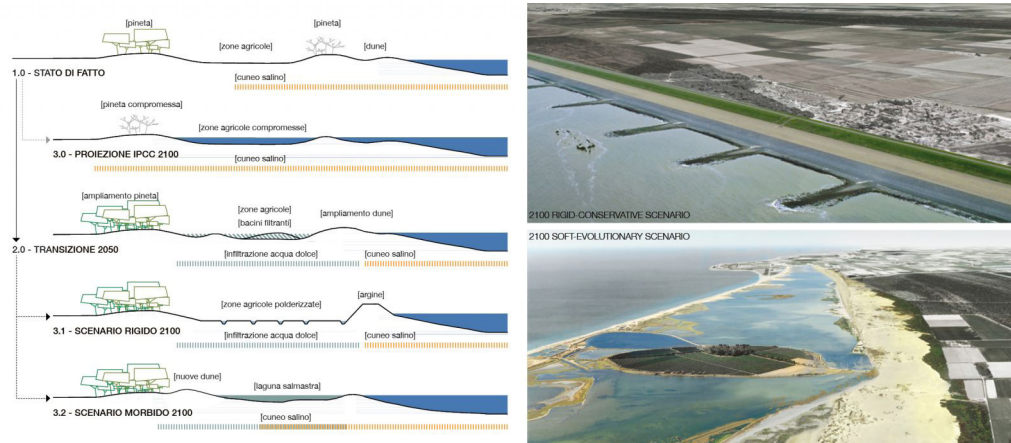 [pineta]
[pineta]
[zone agricole]
[dune]
1.0 - STATO DI FATTO
[cuneo salino]
[pineta compromessa]
[zone agricole compromesse]
3.0 - PROIEZIONE IPCC 2100
[cuneo salino]
[ampliamento pineta]
[zone agricole]
[bacini filtranti]
[ampliamento dune]
2.0 - TRANSIZIONE 2050
[infiltrazione acqua dolce]
[cuneo salino]
[argine]
[zone agricole polderizzate]
3.1 - SCENARIO RIGIDO 2100
[infiltrazione acqua dolce]
[cuneo salino]
[nuove dune]
[laguna salmastra]
3.2 - SCENARIO MORBIDO 2100
[cuneo salino]
2100 RIGID-CONSERVATIVE SCENARIO
2100 SOFT-EVOLUTIONARY SCENARIO